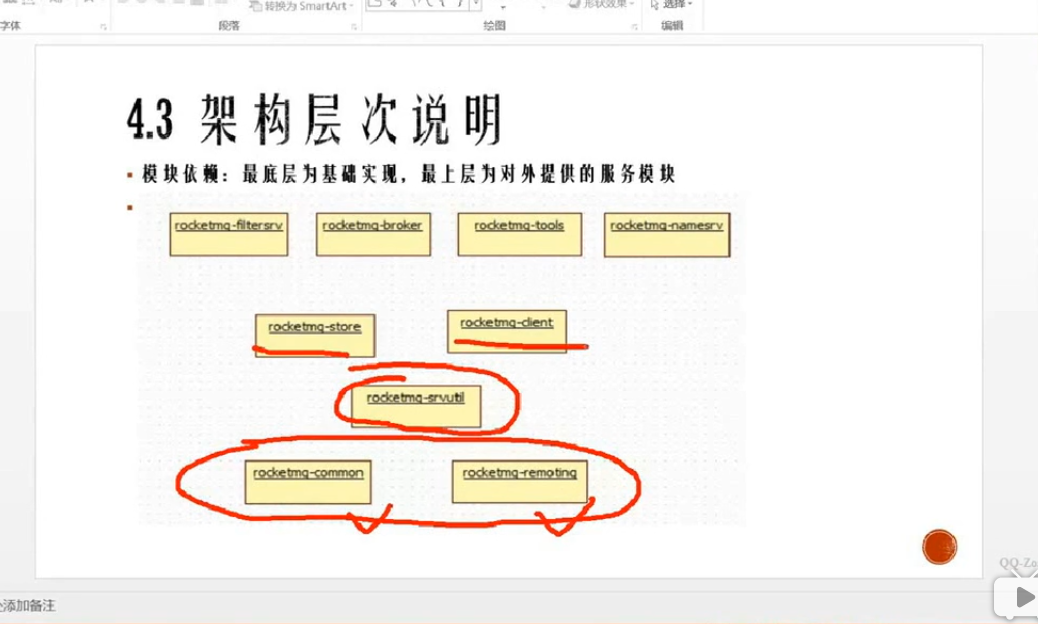 转换为 SmartArt
形状效果
选择
字体
段落
绘图
编辑
4.3 架构层次说明
模块依赖：最底层为基础实现，最上层为对外提供的服务模块
rocketmq-filtersrv rocketmq-broker rocketmq-tools rocketmq-namesrv
rocketmq-store rocketmq-client
rocketmq-srvutil
rocketmq-common rocketmq-remoting
添加备注